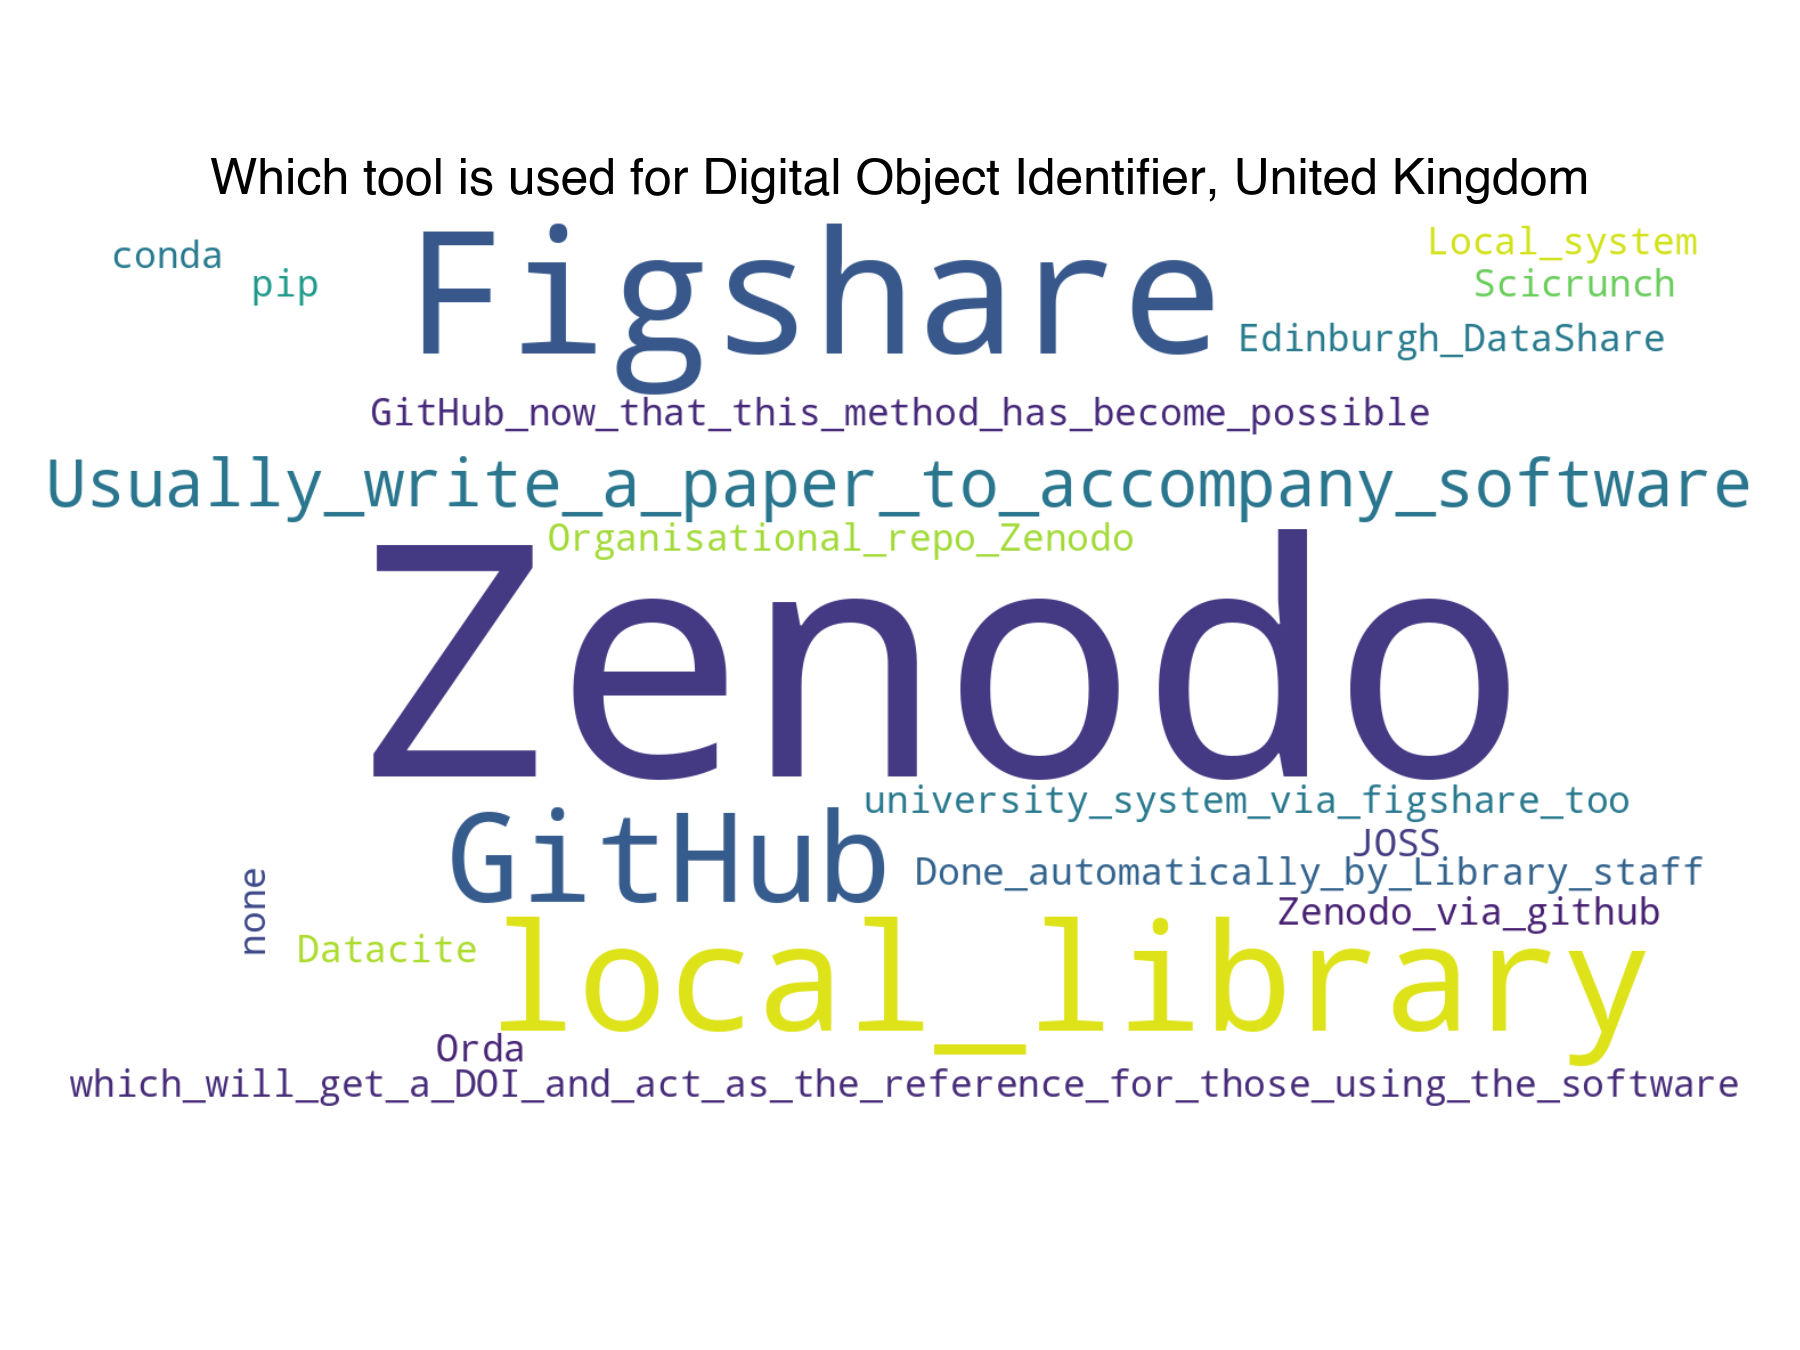 Which tool is used for Digital Object Identifier, United Kingdom
conda
pip
Figshare
Local_system
Scicrunch
Edinburgh_DataShare
GitHub_now_that_this_method_has_become_possible
Usually_write_a_paper_to_accompany_software
Organisational_repo_Zenodo
Zenodo
university_system_via_figshare_too
GitHub
JOSS
Done_automatically_by_Library_staff
none
Zenodo_via_github
Datacite
local_library
Orda
which_will_get_a_DOI_and_act_as_the_reference_for_those_using_the_software